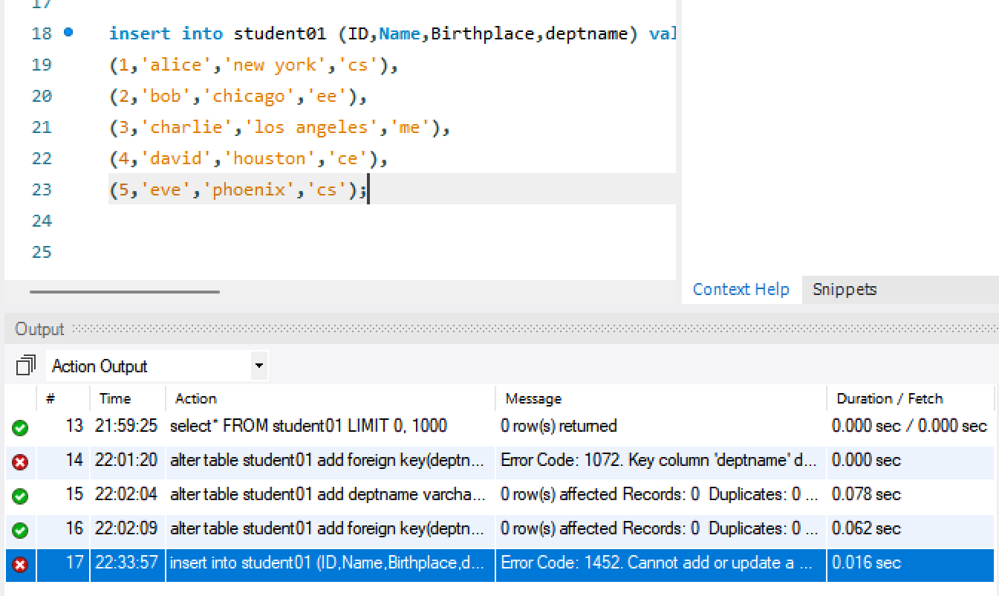 17
18 insert into student01 (ID,Name,Birthplace,deptname) val
19 (1,'alice','new york','cs'),
20 (2,'bob','chicago','ee'),
21 (3,'charlie','los angeles','me'),
22 (4,'david','houston','ce'),
23 (5,'eve','phoenix','cs');
24
25
Context Help Snippets
Output
Action Output
# Time Action Message Duration / Fetch
13 21:59:25 select* FROM student01 LIMIT 0, 1000 0 row(s) returned 0.000 sec / 0.000 sec
14 22:01:20 alter table student01 add foreign key(deptn... Error Code: 1072. Key column 'deptname' d... 0.000 sec
15 22:02:04 alter table student01 add deptname varcha... 0 row(s) affected Records: 0 Duplicates: 0 ... 0.078 sec
16 22:02:09 alter table student01 add foreign key(deptn... 0 row(s) affected Records: 0 Duplicates: 0 ... 0.062 sec
17 22:33:57 insert into student01 (ID,Name,Birthplace,d... Error Code: 1452. Cannot add or update a ... 0.016 sec